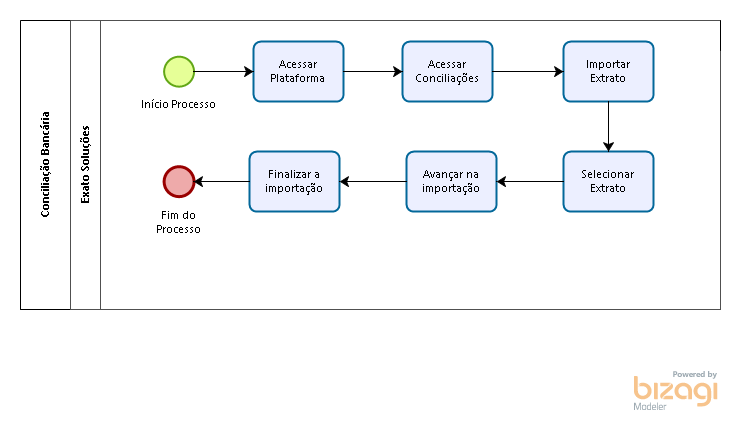 Conciliação Bancária
Exato Soluções
Início Processo
Acessar
Plataforma
Acessar
Conciliações
Importar
Extrato
Selecionar
Extrato
Avançar na
importação
Finalizar a
importação
Fim do
Processo
Powered by
bizagi
Modeler